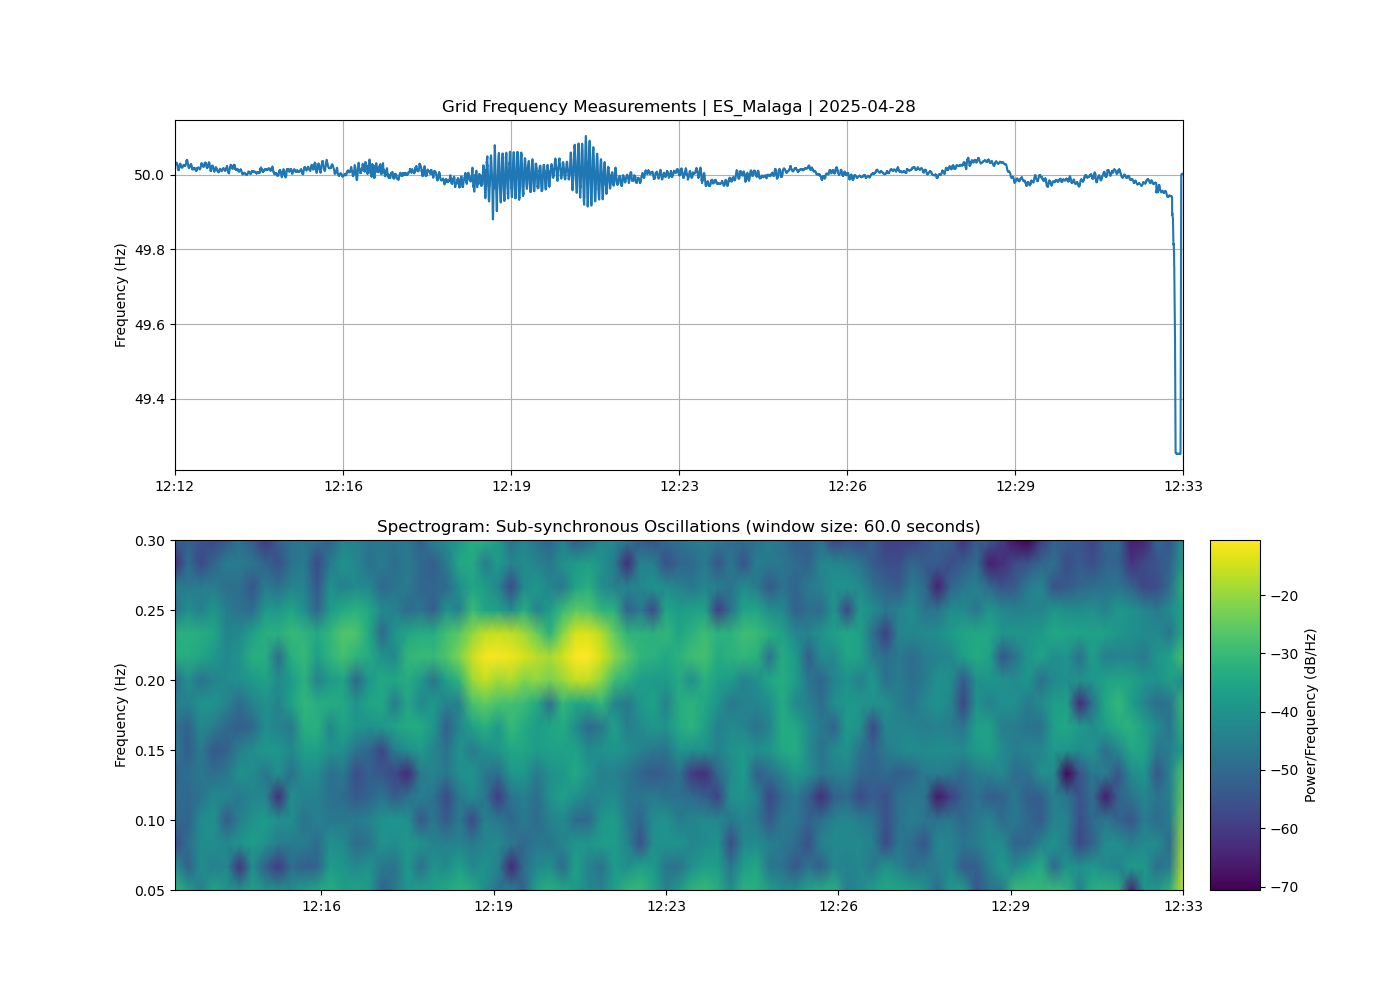 Grid Frequency Measurements | ES_Malaga | 2025-04-28
Frequency (Hz)
50.0
49.8
49.6
49.4
12:12 12:16 12:19 12:23 12:26 12:29 12:33
Spectrogram: Sub-synchronous Oscillations (window size: 60.0 seconds)
Frequency (Hz)
0.30
0.25
0.20
0.15
0.10
0.05
12:16 12:19 12:23 12:26 12:29 12:33
−20
−30
−40
−50
−60
−70
Power/Frequency (dB/Hz)